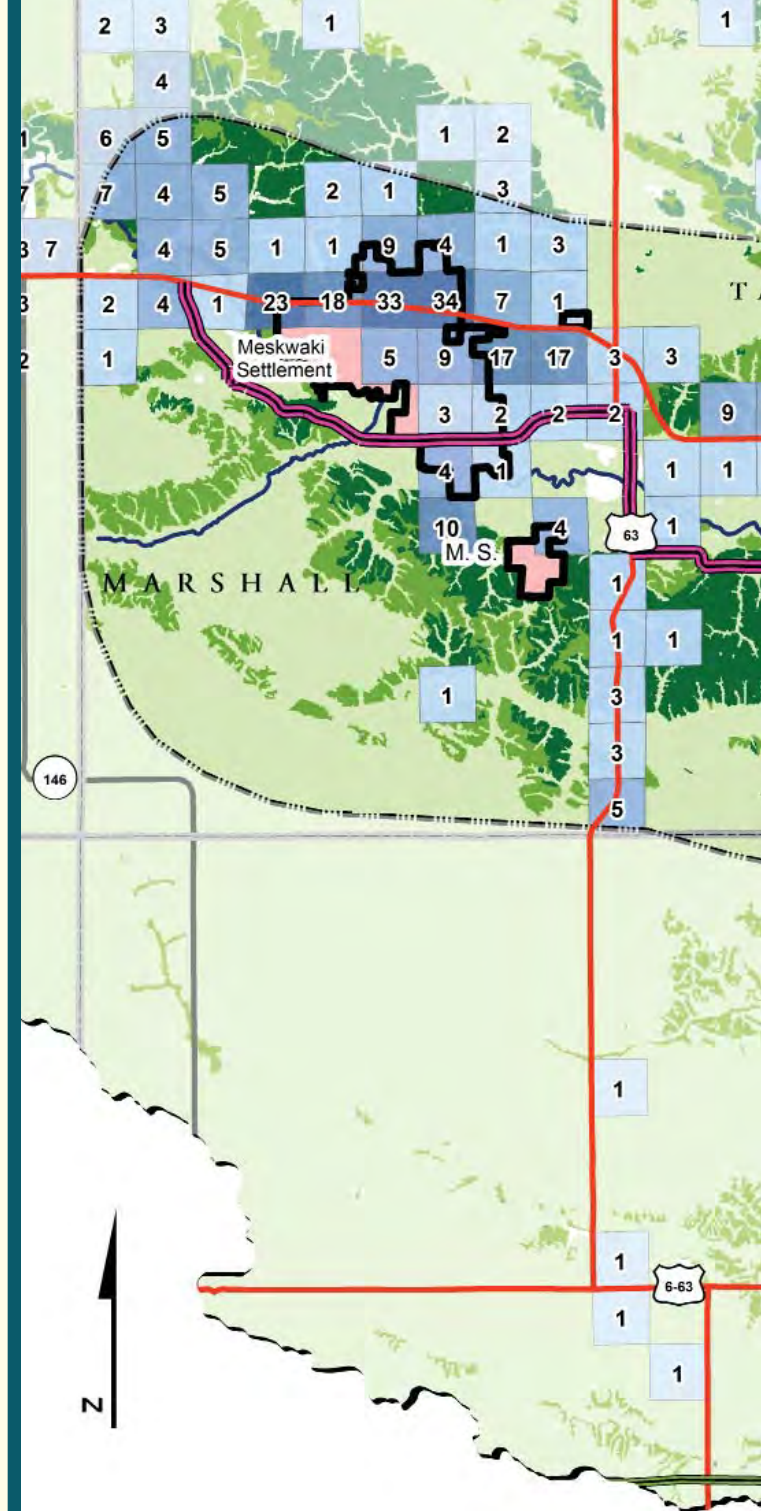 2 3 1 1
4
1 6 5 1 2
7 7 4 5 2 1 3
3 7 4 5 1 1 9 4 1 3
T A
3 2 4 1 23 18 33 34 7 1
2 1 Meskwaki 5 9 17 17 3 3
Settlement
3 2 2 2 9
4 1 1 1
10 4 63 1
M. S.
MARSHALL 1
1 1
1 3
3
146
5
1
1
6-63
1
1
N